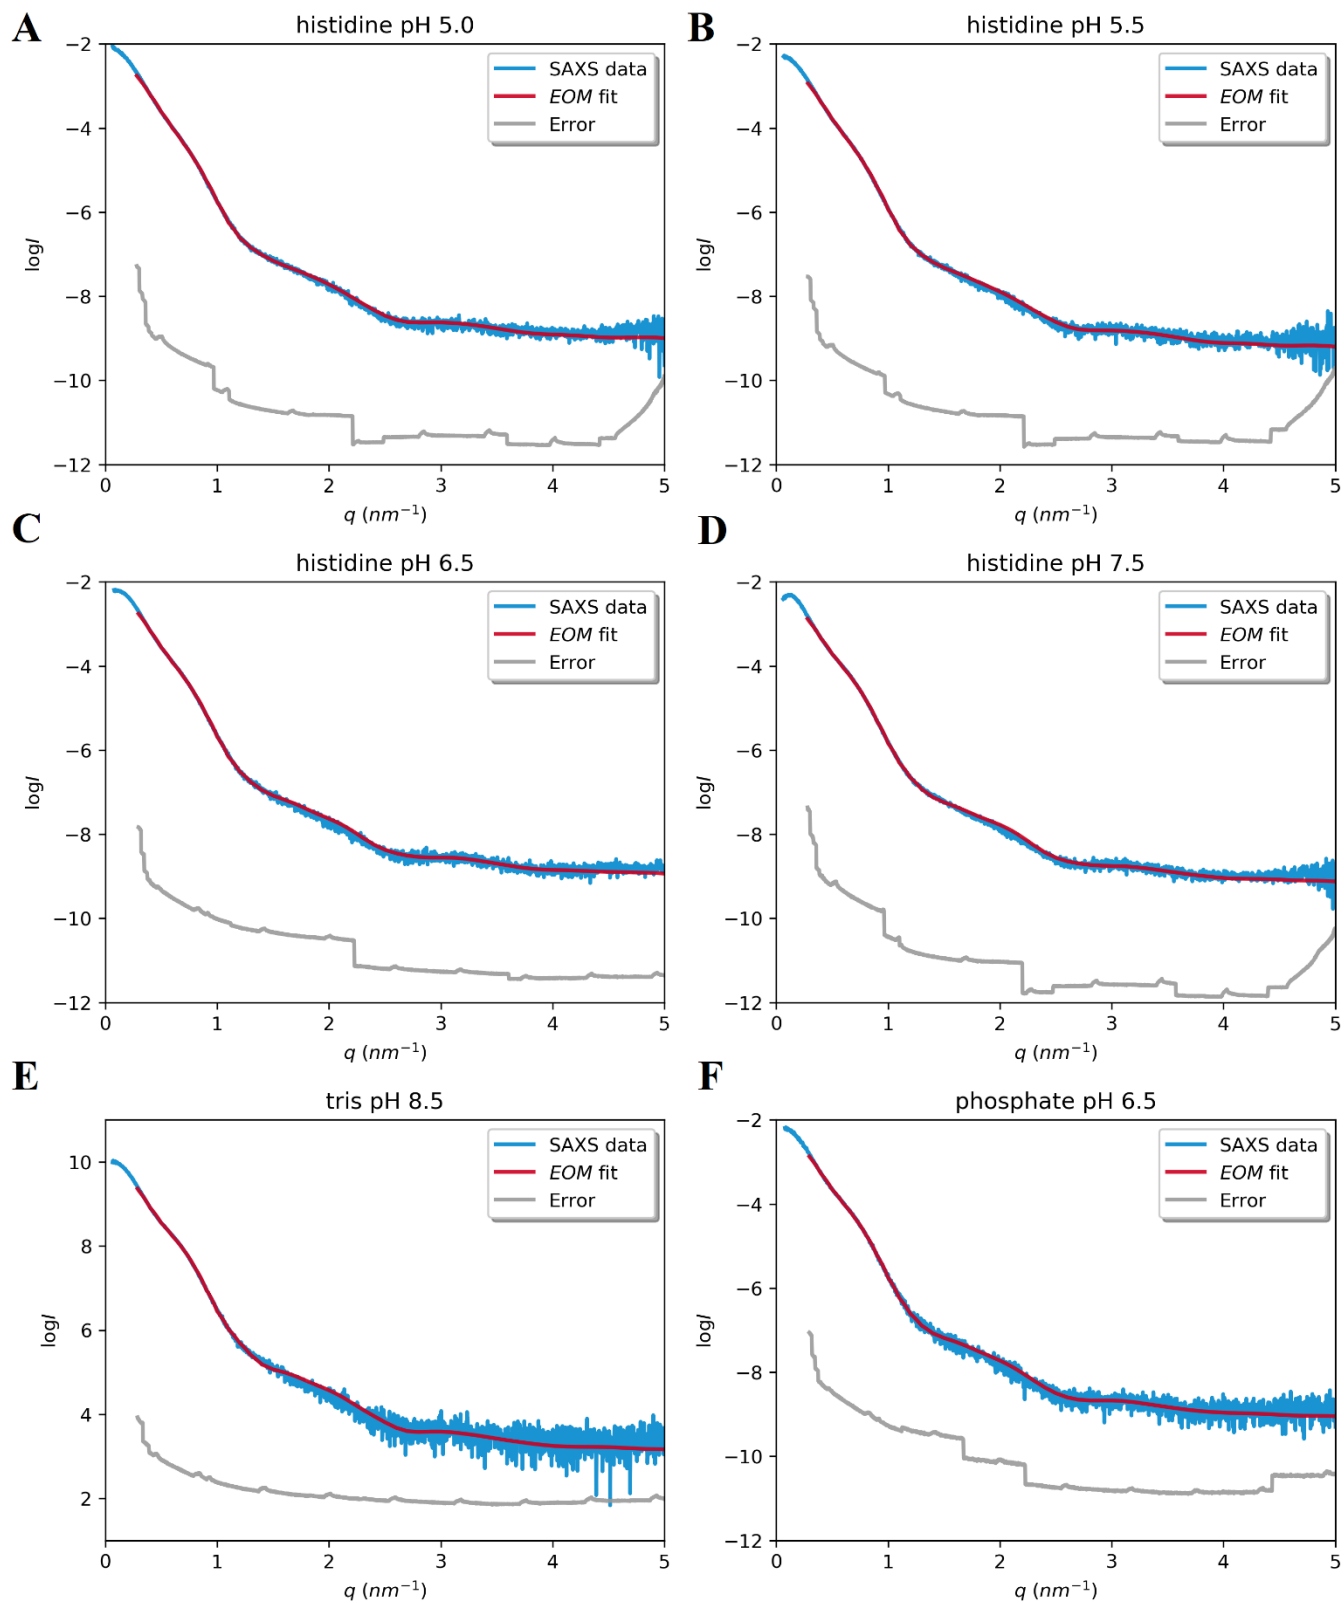 A
histidine pH 5.0
−2
−4
−6
−8
−10
−12
logI
SAXS data
EOM fit
Error
0
1
2
3
4
5
q (nm⁻¹)
B
histidine pH 5.5
−2
−4
−6
−8
−10
−12
logI
SAXS data
EOM fit
Error
0
1
2
3
4
5
q (nm⁻¹)
C
histidine pH 6.5
−2
−4
−6
−8
−10
−12
logI
SAXS data
EOM fit
Error
0
1
2
3
4
5
q (nm⁻¹)
D
histidine pH 7.5
−2
−4
−6
−8
−10
−12
logI
SAXS data
EOM fit
Error
0
1
2
3
4
5
q (nm⁻¹)
E
tris pH 8.5
10
8
6
4
2
logI
SAXS data
EOM fit
Error
0
1
2
3
4
5
q (nm⁻¹)
F
phosphate pH 6.5
−2
−4
−6
−8
−10
−12
logI
SAXS data
EOM fit
Error
0
1
2
3
4
5
q (nm⁻¹)